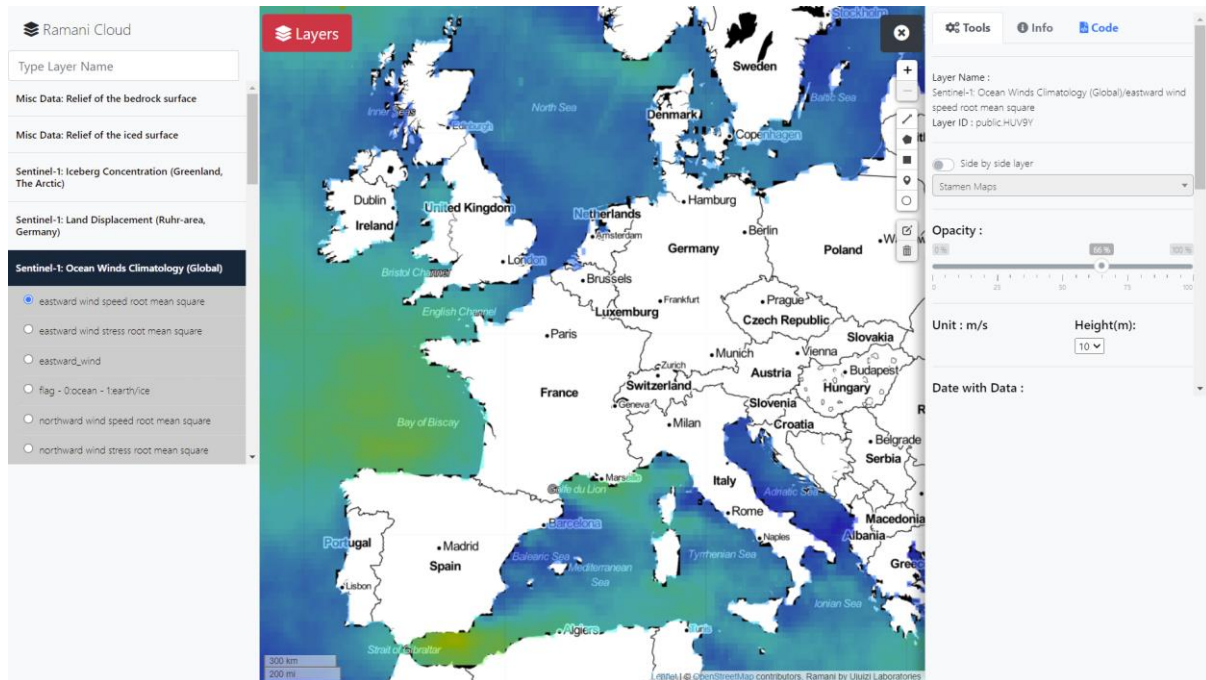 Ramani Cloud
Type Layer Name
Misc Data: Relief of the bedrock surface
Misc Data: Relief of the iced surface
Sentinel-1: Iceberg Concentration (Greenland,
The Arctic)
Sentinel-1: Land Displacement (Ruhr-area,
Germany)
Sentinel-1: Ocean Winds Climatology (Global)
eastward wind speed root mean square
eastward wind stress root mean square
eastward_wind
flag - 0:ocean - 1:earth/ice
northward wind speed root mean square
northward wind stress root mean square
Layers
Stockholm
Sweden
North Sea
Baltic Sea
Edinburgh
Denmark
Copenhagen
Dublin
Ireland
United Kingdom
Hamburg
Netherlands
Amsterdam
Berlin
Germany
Poland
London
Bristol Channel
Brussels
English Channel
Luxemburg
Frankfurt
Prague
Czech Republic
Paris
Slovakia
Munich
Vienna
Zurich
Austria
Budapest
France
Switzerland
Hungary
Geneva
Slovenia
Milan
Croatia
Bay of Biscay
Belgrade
Serbia
Marseille
Golfe du Lion
Italy
Adriatic Sea
Rome
Barcelona
Macedonia
Portugal
Madrid
Naples
Albania
Spain
Balearic Sea
Tyrrhenian Sea
Mediterranean
Sea
Greec
Lisbon
Ionian Sea
Algiers
Tunis
Strait of Gibraltar
300 km
200 mi
Leaflet | © OpenStreetMap contributors, Ramani by Ujuizi Laboratories
Tools
Info
Code
Layer Name :
Sentinel-1: Ocean Winds Climatology (Global)/eastward wind
speed root mean square
Layer ID : public.HUV9Y
Side by side layer
Stamen Maps
Opacity :
0 % 66 % 100 %
0 25 50 75 100
Unit : m/s
Height(m):
10
Date with Data :